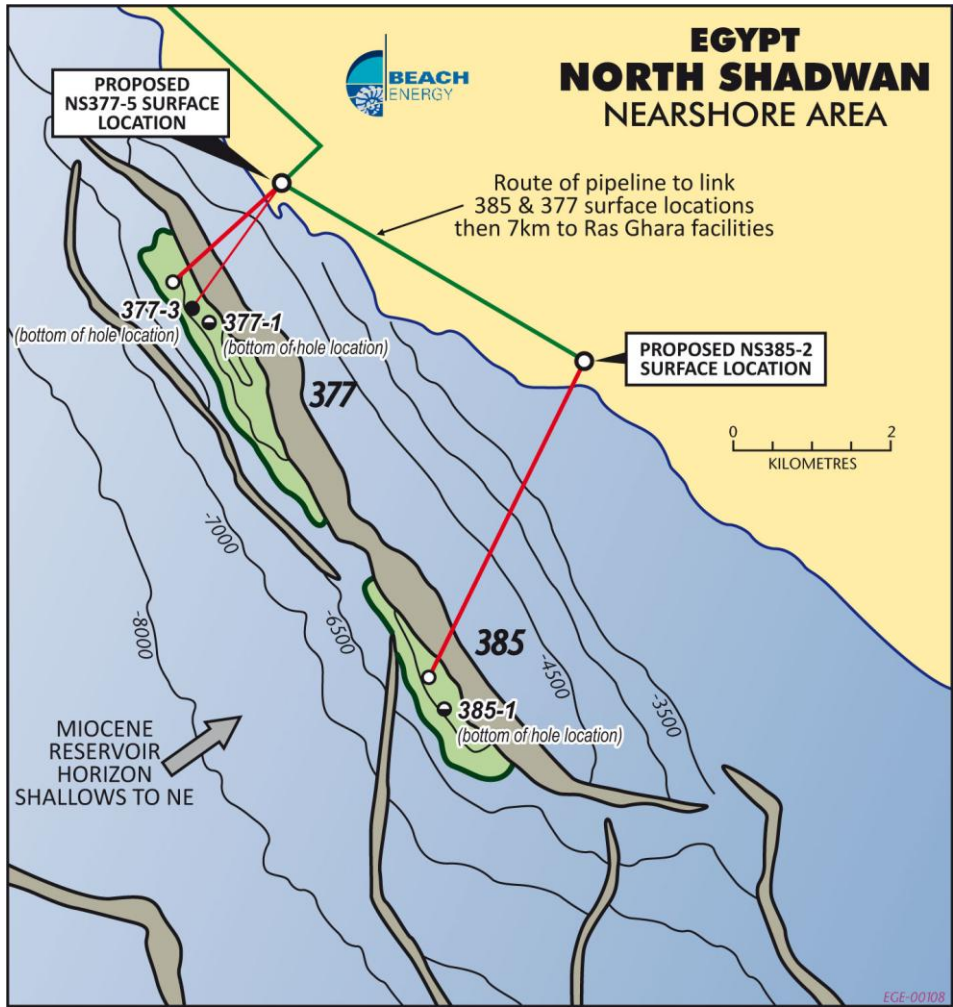 EGYPT
NORTH SHADWAN
NEARSHORE AREA
BEACH
ENERGY
PROPOSED
NS377-5 SURFACE
LOCATION
Route of pipeline to link
385 & 377 surface locations
then 7km to Ras Ghara facilities
377-3
(bottom of hole location)
377-1
(bottom of hole location)
377
PROPOSED NS385-2
SURFACE LOCATION
0 2
KILOMETRES
-7000
-8000
-6500
385
-4500
-3500
385-1
(bottom of hole location)
MIOCENE
RESERVOIR
HORIZON
SHALLOWS TO NE
EGE-00108